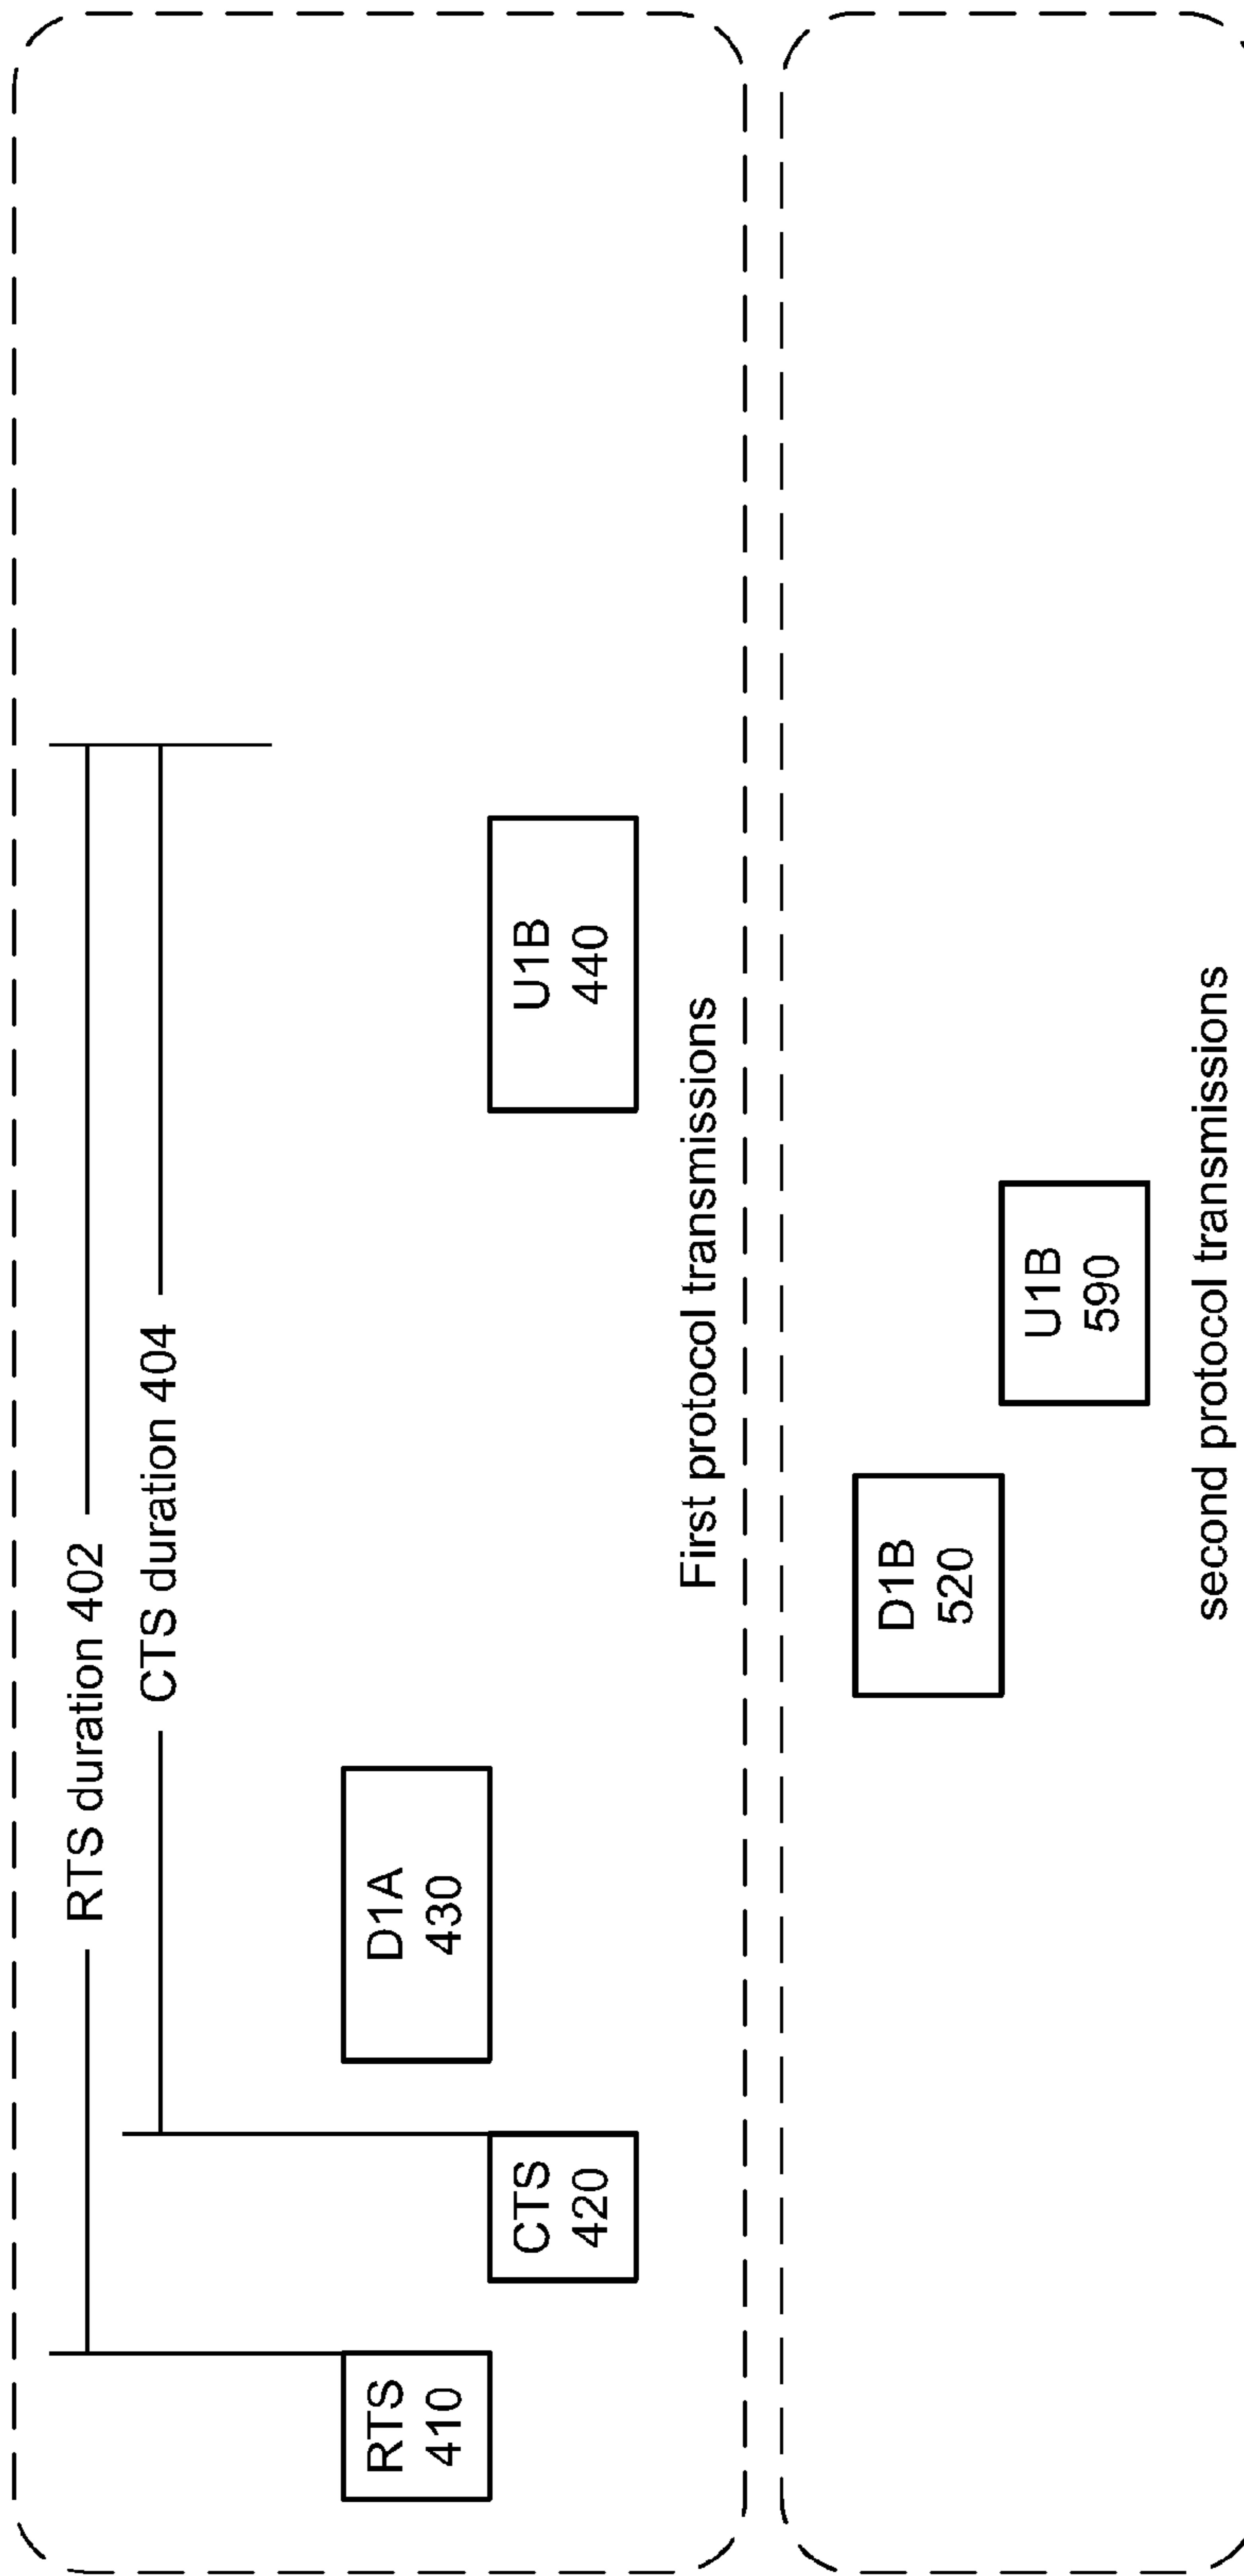 RTS duration 402
CTS duration 404
RTS
410
D1A
430
CTS
420
U1B
440
First protocol transmissions
D1B
520
U1B
590
second protocol transmissions